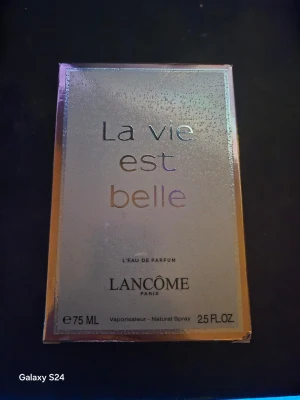 La vie
est
belle
L'EAU DE PARFUM
LANCÔME
PARIS
℮75 ML Vaporisateur - Natural Spray 2.5 FL.OZ.
Galaxy S24